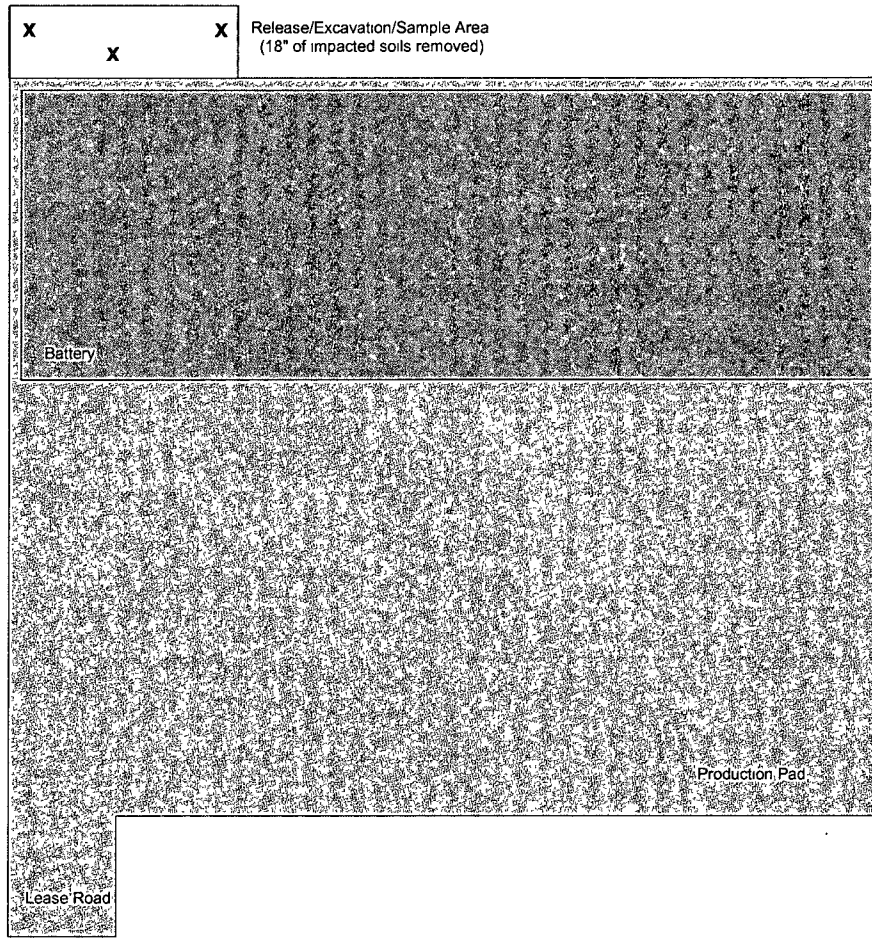 X X Release/Excavation/Sample Area
X (18" of impacted soils removed)
Battery
Production Pad
Lease Road